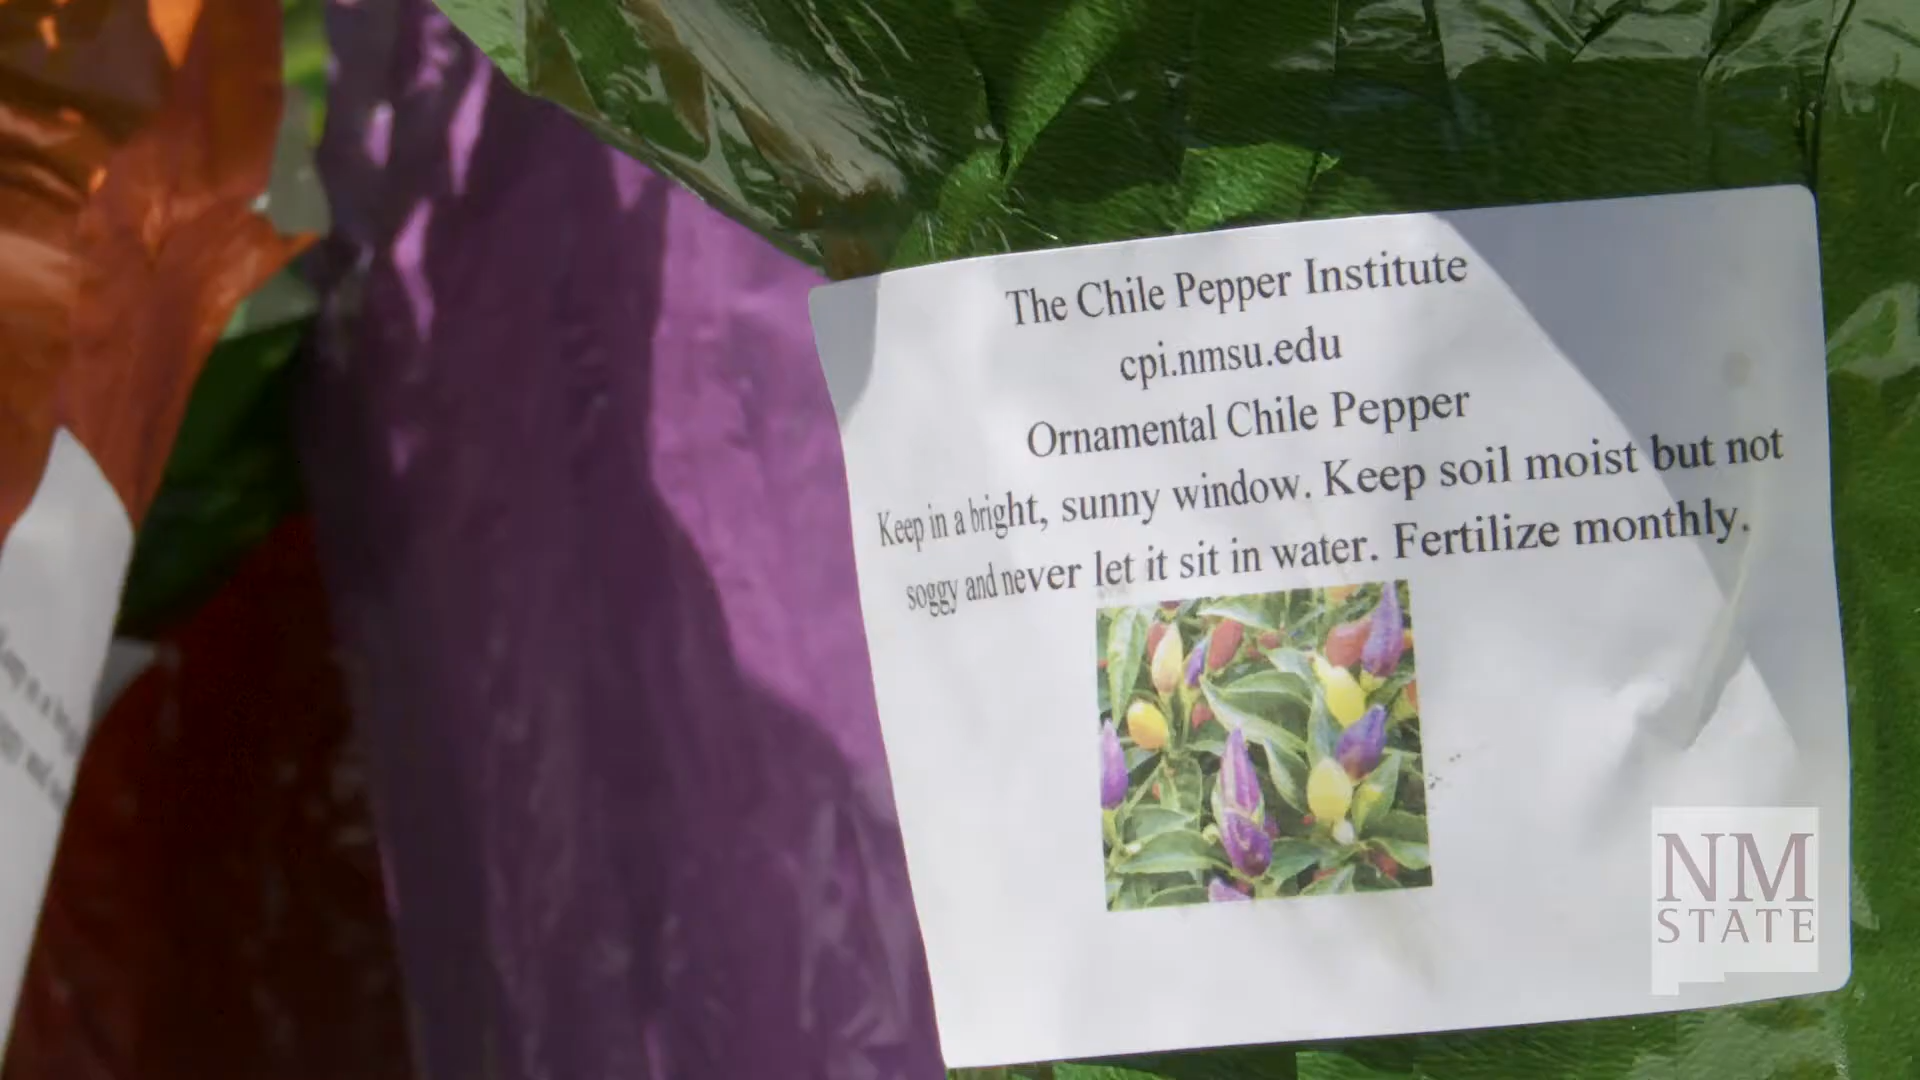 The Chile Pepper Institute
cpi.nmsu.edu
Ornamental Chile Pepper
Keep in a bright, sunny window. Keep soil moist but not
soggy and never let it sit in water. Fertilize monthly.
NM
STATE